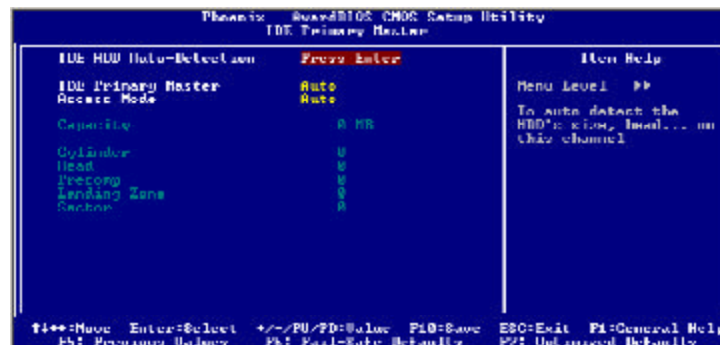 Phoenix - AwardBIOS CMOS Setup Utility
IDE Primary Master
IDE HDD Auto-Detection Press Enter
Item Help
IDE Primary Master Auto
Access Mode Auto
Menu Level ▶▶
Capacity 0 MB
To auto-detect the
HDD's size, head... on
this channel
Cylinder 0
Head 0
Precomp 0
Landing Zone 0
Sector 0
↑↓→←:Move Enter:Select +/-/PU/PD:Value F10:Save ESC:Exit F1:General Help
F5: Previous Values F6: Fail-Safe Defaults F7: Optimized Defaults